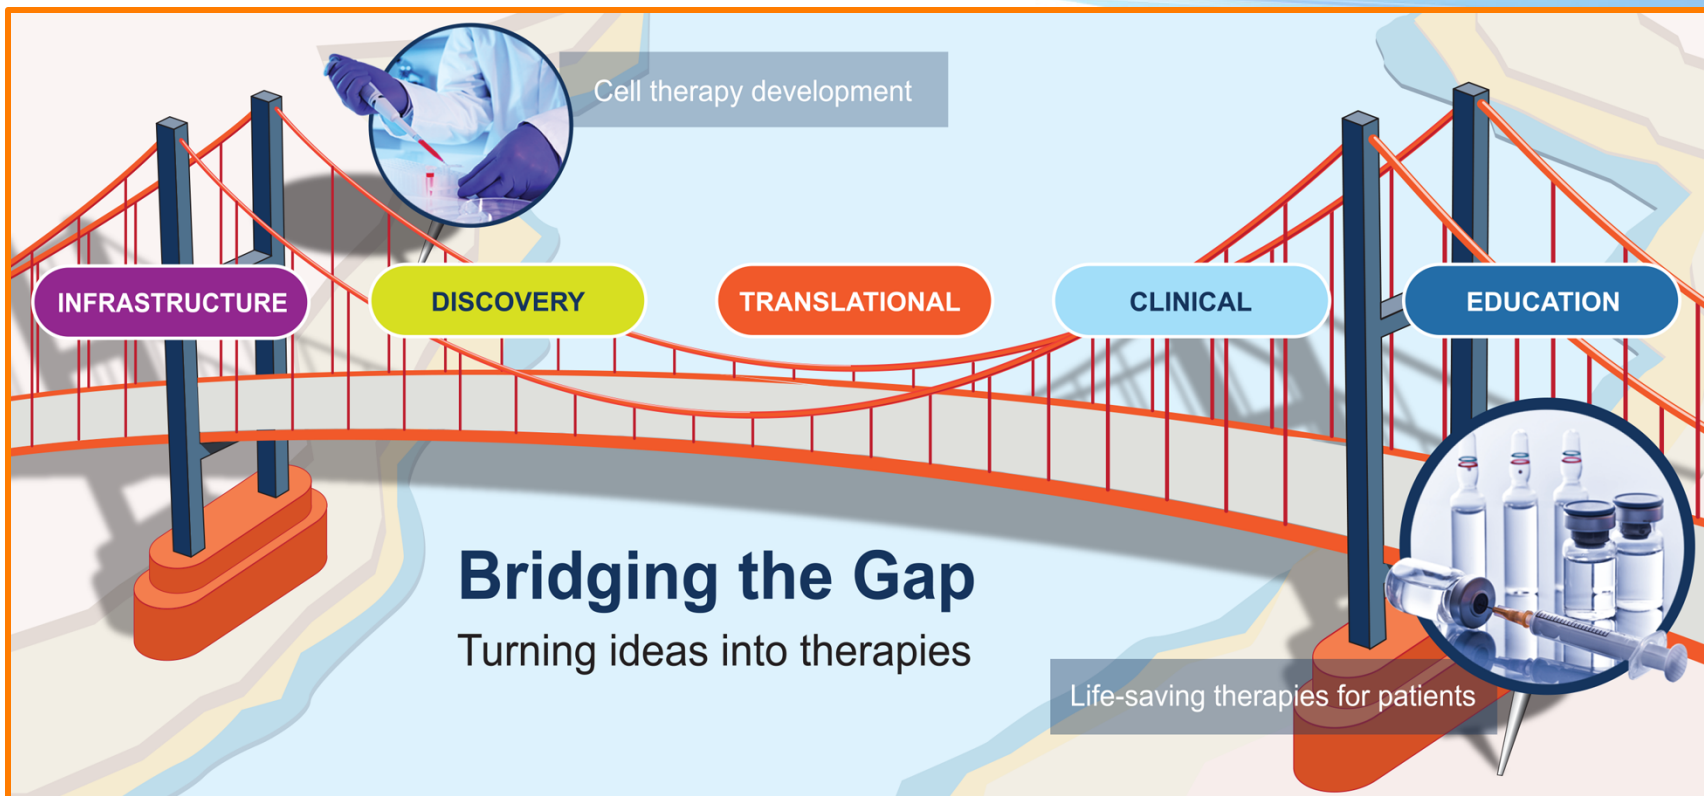 Cell therapy development
INFRASTRUCTURE
DISCOVERY
TRANSLATIONAL
CLINICAL
EDUCATION
Bridging the Gap
Turning ideas into therapies
Life-saving therapies for patients